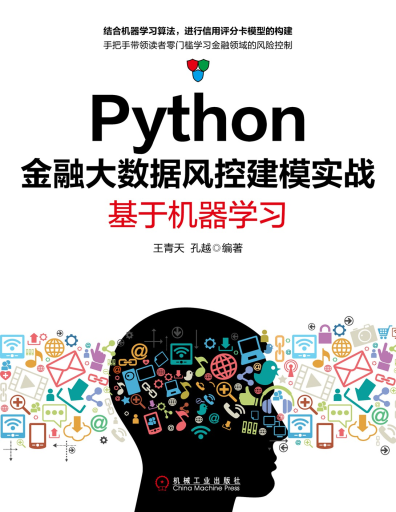 结合机器学习算法，进行信用评分卡模型的构建
手把手带领读者零门槛学习金融领域的风险控制
Python
金融大数据风控建模实战
基于机器学习
王青天 孔越◎编著
机械工业出版社
China Machine Press